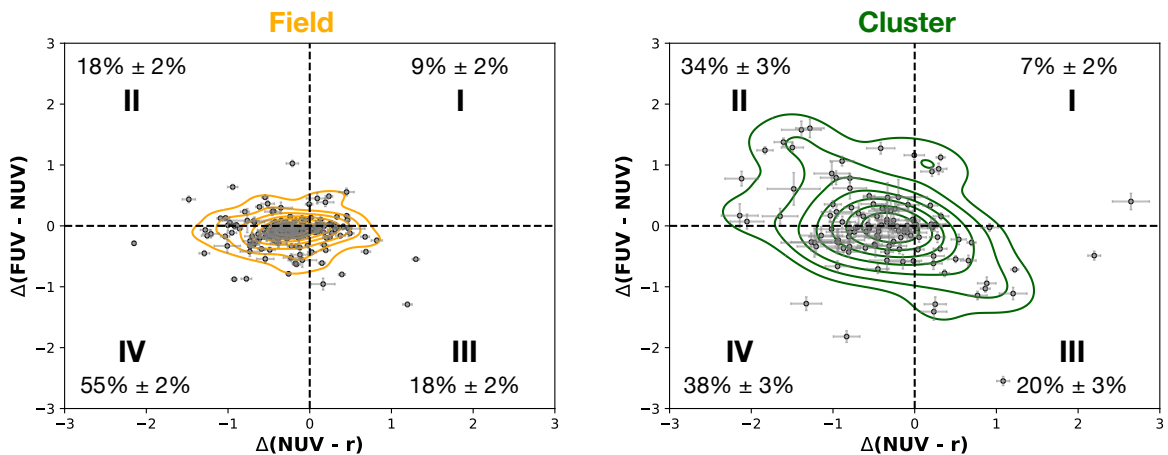 Field
3
2
1
0
−1
−2
−3
Δ(FUV - NUV)
18% ± 2%
9% ± 2%
II
I
IV
III
55% ± 2%
18% ± 2%
−3
−2
−1
0
1
2
3
Δ(NUV - r)
Cluster
3
2
1
0
−1
−2
−3
Δ(FUV - NUV)
34% ± 3%
7% ± 2%
II
I
IV
III
38% ± 3%
20% ± 3%
−3
−2
−1
0
1
2
3
Δ(NUV - r)